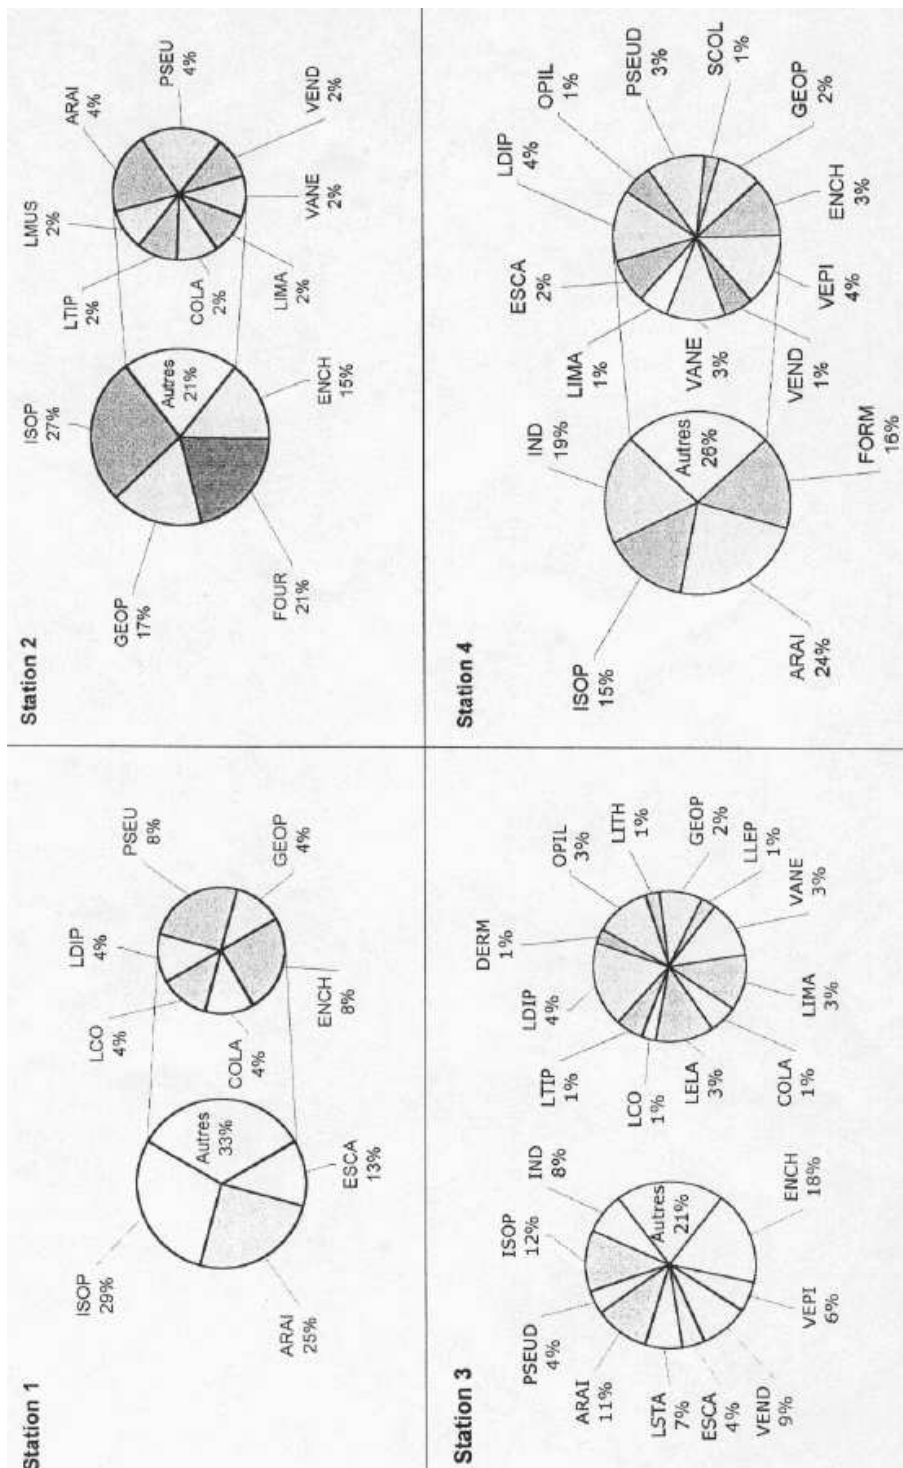 Station 1
ISOP
29%
Autres
33%
ARAI
25%
ESCA
13%
LCO
4%
LDIP
4%
PSEU
8%
GEOP
4%
ENCH
8%
COLA
4%
Station 2
ISOP
27%
Autres
21%
GEOP
17%
FOUR
21%
ENCH
15%
LTIP
2%
LMUS
2%
ARAI
4%
PSEU
4%
VEND
2%
VANE
2%
LIMA
2%
COLA
2%
Station 3
PSEUD
4%
ISOP
12%
IND
8%
Autres
21%
ARAI
11%
LSTA
7%
ESCA
4%
VEND
9%
VEPI
6%
ENCH
18%
LTIP
1%
LDIP
4%
DERM
1%
OPIL
3%
LITH
1%
GEOP
2%
LLEP
1%
VANE
3%
LIMA
3%
COLA
1%
LELA
3%
LCO
1%
Station 4
ISOP
15%
IND
19%
Autres
26%
ARAI
24%
FORM
16%
LIMA
1%
ESCA
2%
LDIP
4%
OPIL
1%
PSEUD
3%
SCOL
1%
GEOP
2%
ENCH
3%
VEPI
4%
VEND
1%
VANE
3%